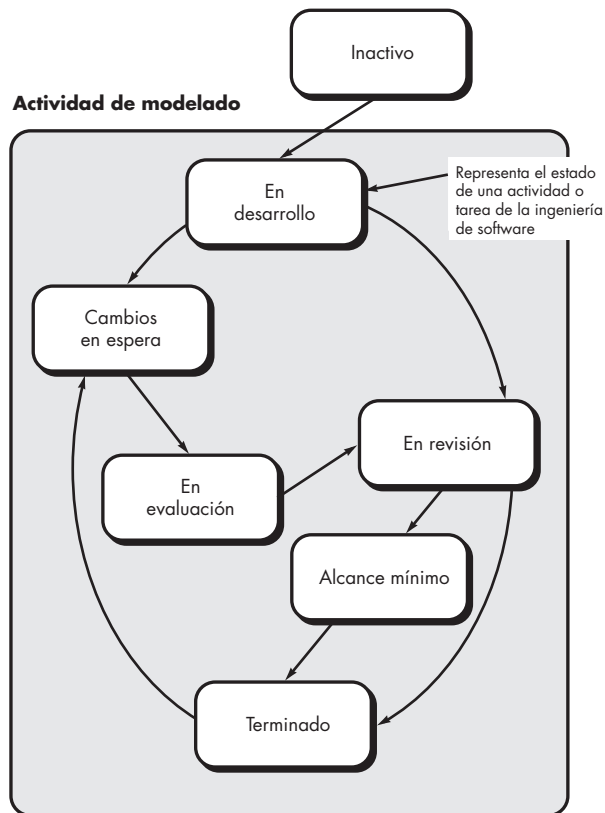 Inactivo
Actividad de modelado
En
desarrollo
Representa el estado
de una actividad o
tarea de la ingeniería
de software
Cambios
en espera
En revisión
En
evaluación
Alcance mínimo
Terminado